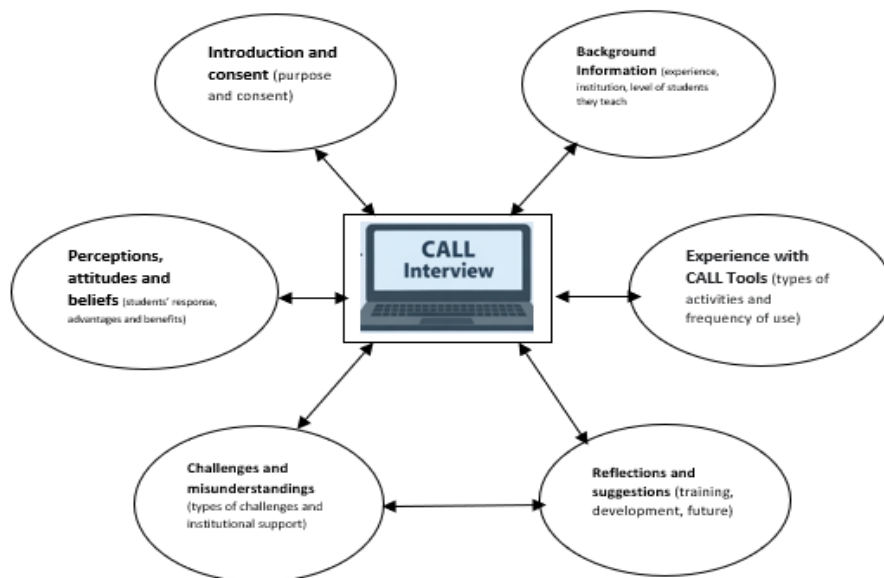 Introduction and
consent (purpose
and consent)
Background
Information (experience,
institution, level of students
they teach
CALL
Interview
Perceptions,
attitudes and
beliefs (students' response,
advantages and benefits)
Experience with
CALL Tools (types of
activities and
frequency of use)
Challenges and
misunderstandings
(types of challenges and
institutional support)
Reflections and
suggestions (training,
development, future)